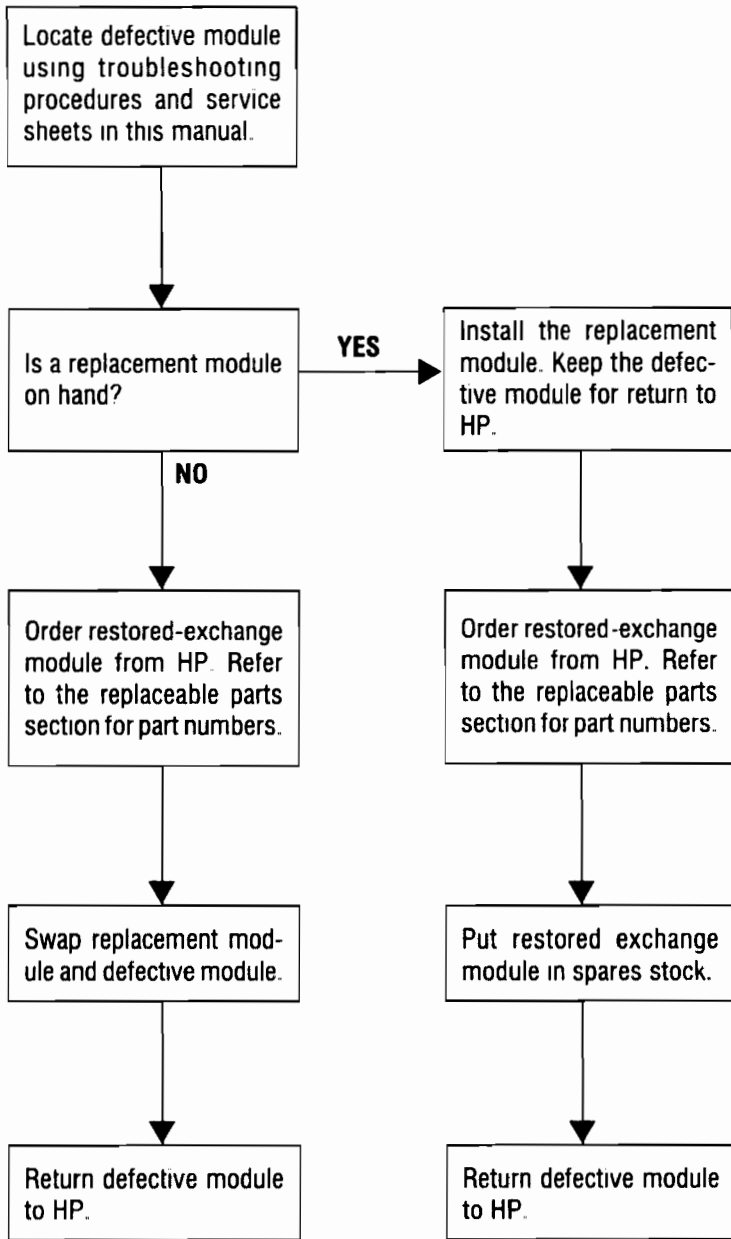 Locate defective module
using troubleshooting
procedures and service
sheets in this manual.
Is a replacement module
on hand?
YES
Install the replacement
module. Keep the defec-
tive module for return to
HP.
NO
Order restored-exchange
module from HP. Refer
to the replaceable parts
section for part numbers.
Order restored-exchange
module from HP. Refer
to the replaceable parts
section for part numbers.
Swap replacement mod-
ule and defective module.
Put restored exchange
module in spares stock.
Return defective module
to HP.
Return defective module
to HP.